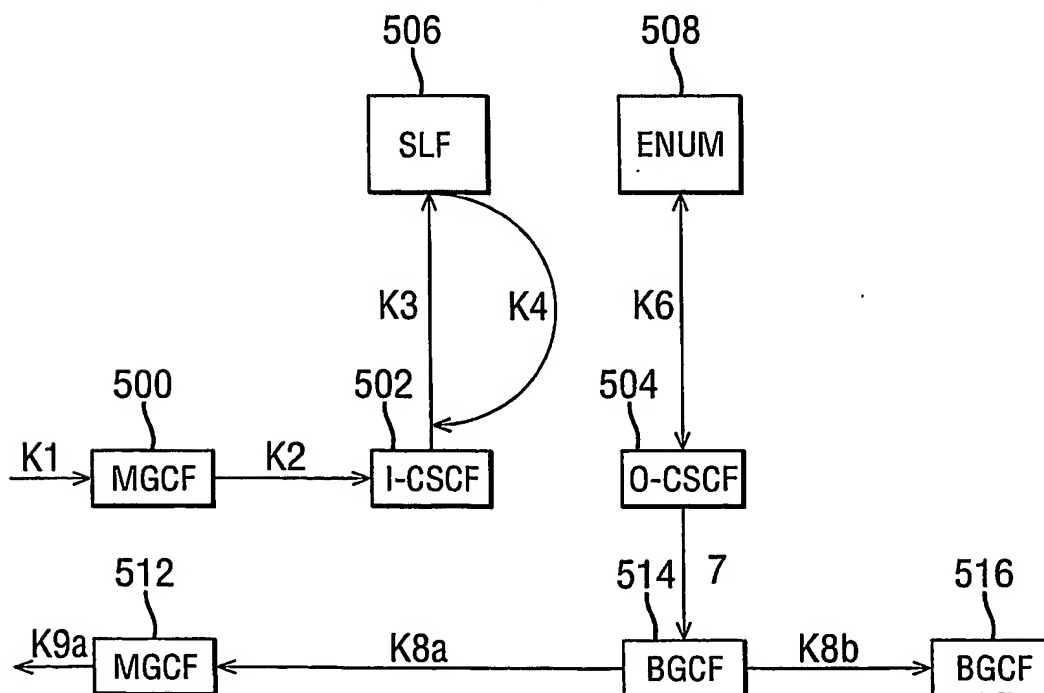 506
508
SLF
ENUM
K3
K4
K6
500
502
504
K1
MGCF
K2
I-CSCF
O-CSCF
512
514
7
516
K9a
MGCF
K8a
BGCF
K8b
BGCF